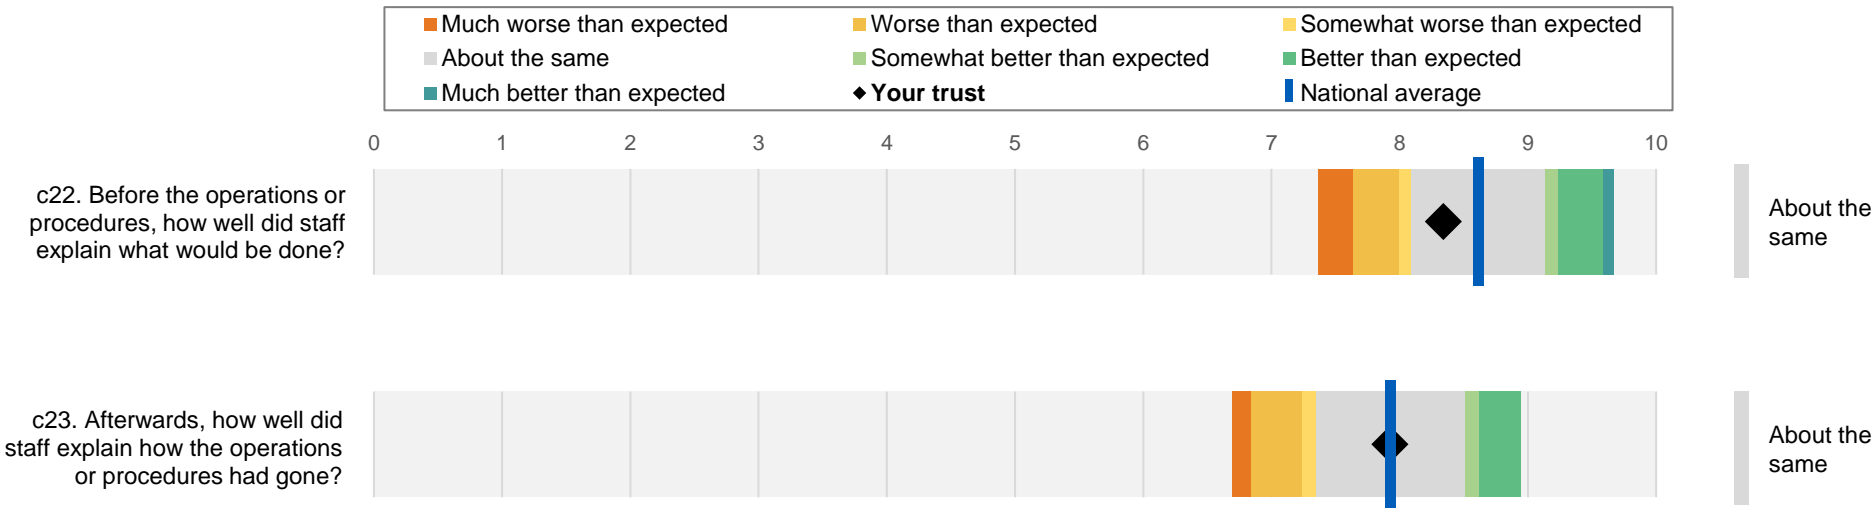 Much worse than expected
Worse than expected
Somewhat worse than expected
About the same
Somewhat better than expected
Better than expected
Much better than expected
Your trust
National average
0 1 2 3 4 5 6 7 8 9 10
c22. Before the operations or
procedures, how well did staff
explain what would be done?
About the
same
c23. Afterwards, how well did
staff explain how the operations
or procedures had gone?
About the
same